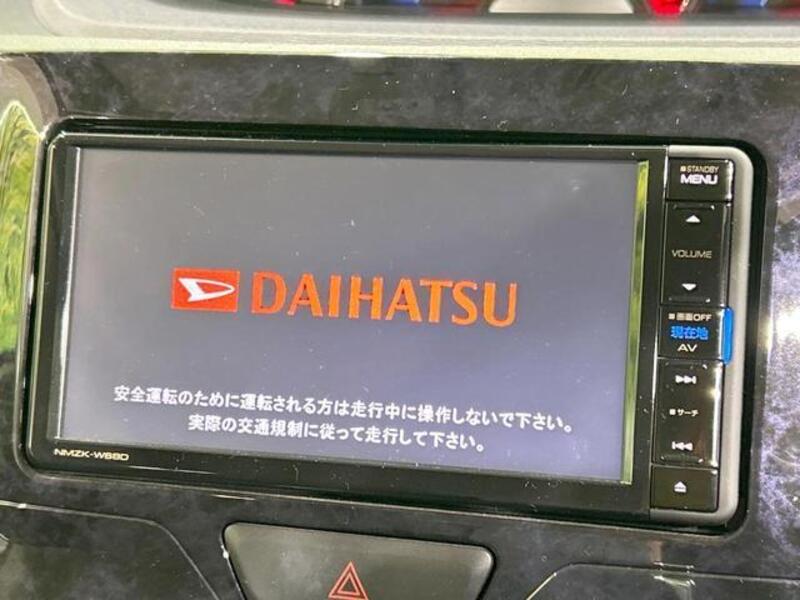 DAIHATSU
安全運転のために運転される方は走行中に操作しないで下さい。
実際の交通規制に従って走行して下さい。
NMZK-W68D
STANDBY
MENU
VOLUME
画面OFF
現在地
AV
サーチ